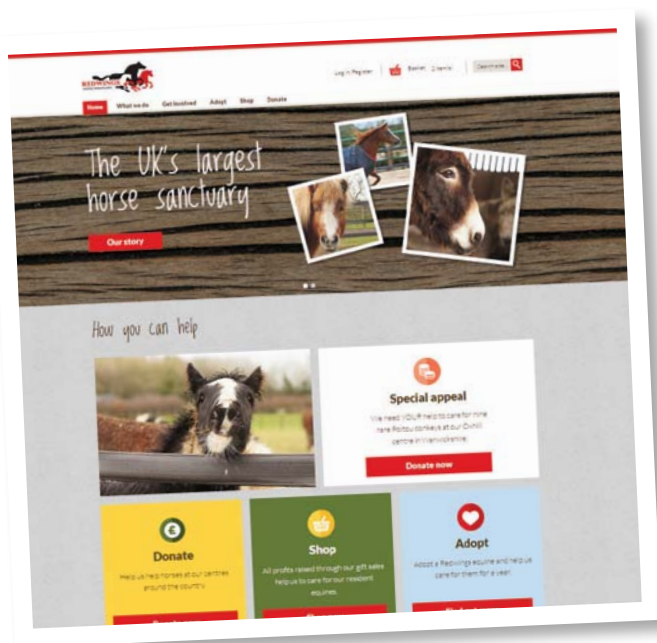 REDWINGS
Log in Register
Basket
Search site
Home What we do Get Involved Adopt Shop Donate
The UK's largest
horse sanctuary
Our story
How you can help
Special appeal
We need YOUR help to care for nine
rare Poitou donkeys at our Oxhill
centre in Warwickshire.
Donate now
Donate
Help us help horses at our centres
around the country.
Shop
All profits raised through our gift sales
help us to care for our resident
equines.
Adopt
Adopt a Redwings equine and help us
care for them for a year.